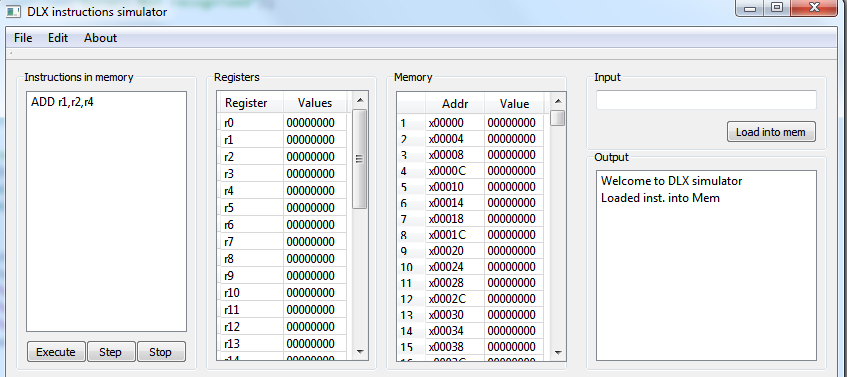 DLX instructions simulator
File Edit About
Instructions in memory
ADD r1,r2,r4
Execute Step Stop
Registers
Register Values
r0 00000000
r1 00000000
r2 00000000
r3 00000000
r4 00000000
r5 00000000
r6 00000000
r7 00000000
r8 00000000
r9 00000000
r10 00000000
r11 00000000
r12 00000000
r13 00000000
Memory
Addr Value
1 x00000 00000000
2 x00004 00000000
3 x00008 00000000
4 x0000C 00000000
5 x00010 00000000
6 x00014 00000000
7 x00018 00000000
8 x0001C 00000000
9 x00020 00000000
10 x00024 00000000
11 x00028 00000000
12 x0002C 00000000
13 x00030 00000000
14 x00034 00000000
15 x00038 00000000
Input
Load into mem
Output
Welcome to DLX simulator
Loaded inst. into Mem